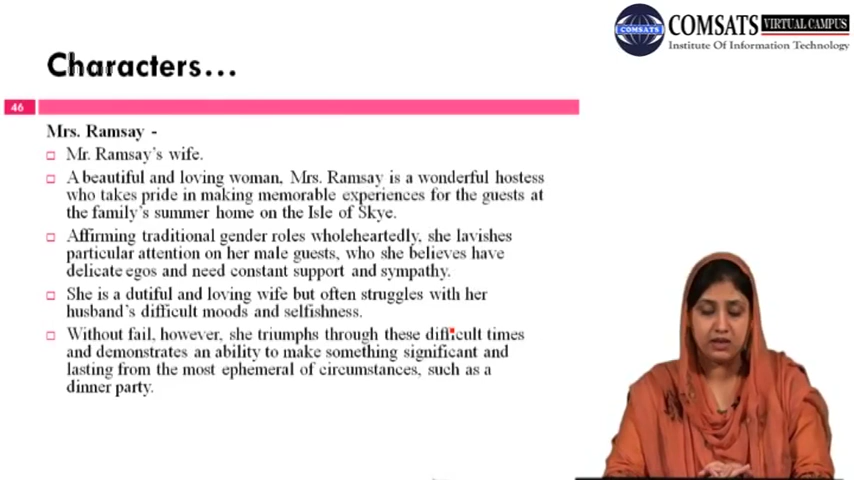 COMSATS
COMSATS VIRTUAL CAMPUS
Institute Of Information Technology
Characters…
46
Mrs. Ramsay -
Mr. Ramsay's wife.
A beautiful and loving woman, Mrs. Ramsay is a wonderful hostess
who takes pride in making memorable experiences for the guests at
the family's summer home on the Isle of Skye.
Affirming traditional gender roles wholeheartedly, she lavishes
particular attention on her male guests, who she believes have
delicate egos and need constant support and sympathy.
She is a dutiful and loving wife but often struggles with her
husband's difficult moods and selfishness.
Without fail, however, she triumphs through these difficult times
and demonstrates an ability to make something significant and
lasting from the most ephemeral of circumstances, such as a
dinner party.